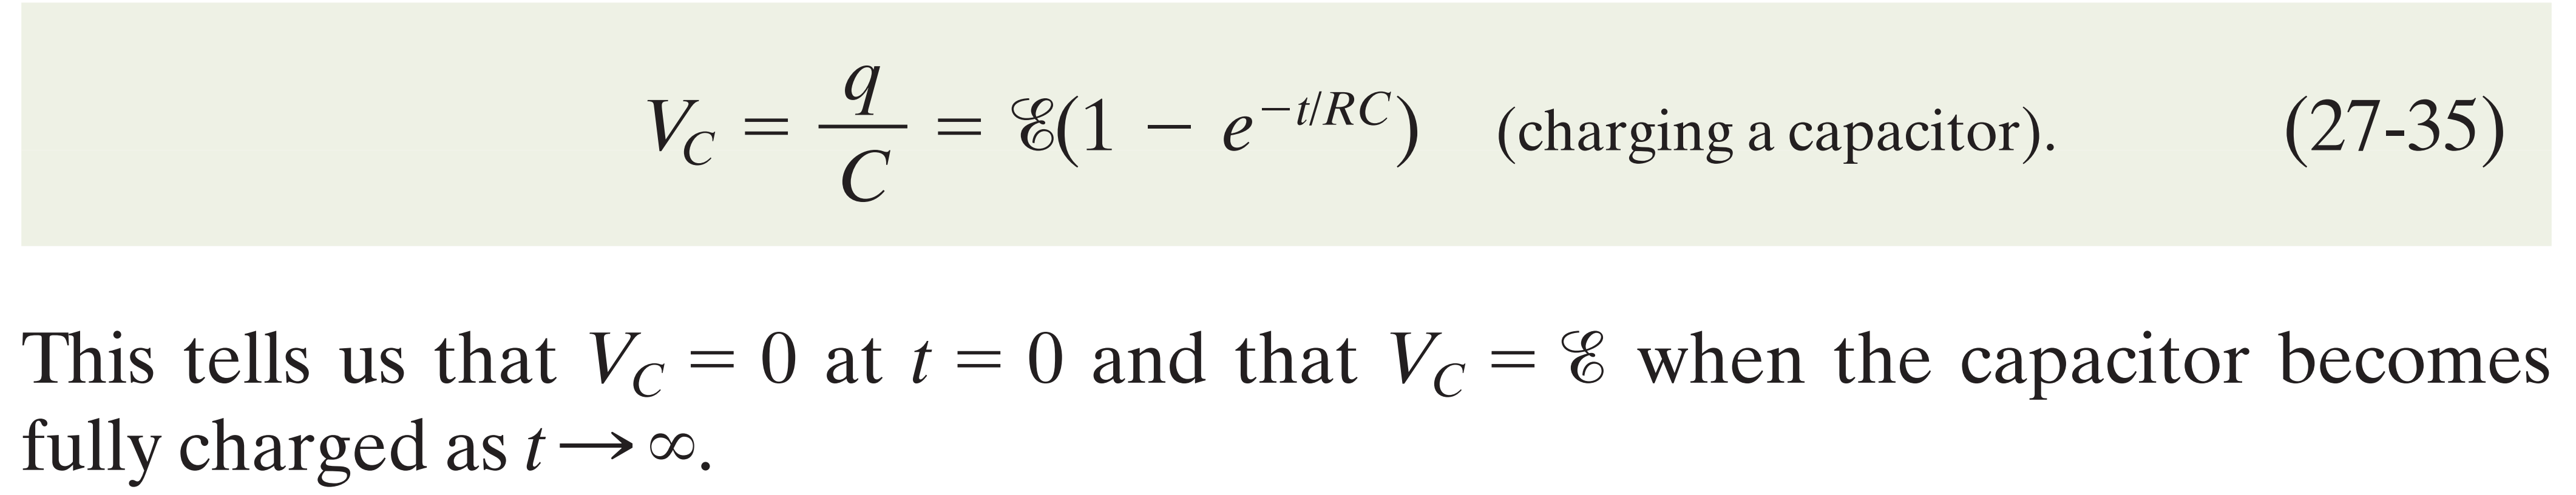 V_C = q/C = ℰ(1 − e^{−t/RC}) (charging a capacitor). (27-35)
This tells us that V_C = 0 at t = 0 and that V_C = ℰ when the capacitor becomes
fully charged as t → ∞.